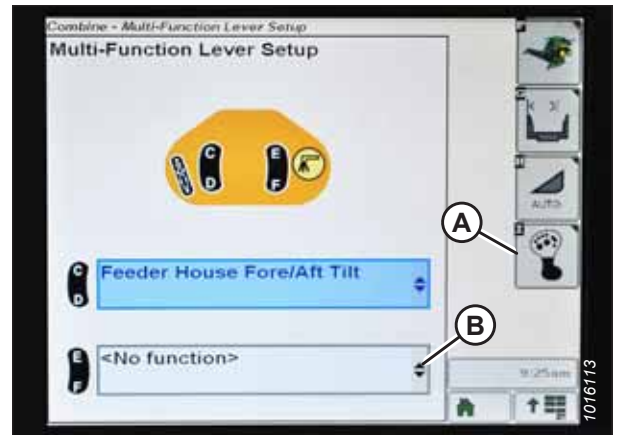 Combine - Multi-Function Lever Setup
Multi-Function Lever Setup
C
D
E
F
AUTO
A
C
D
Feeder House Fore/Aft Tilt
B
E
F
<No function>
9:25am
1016113